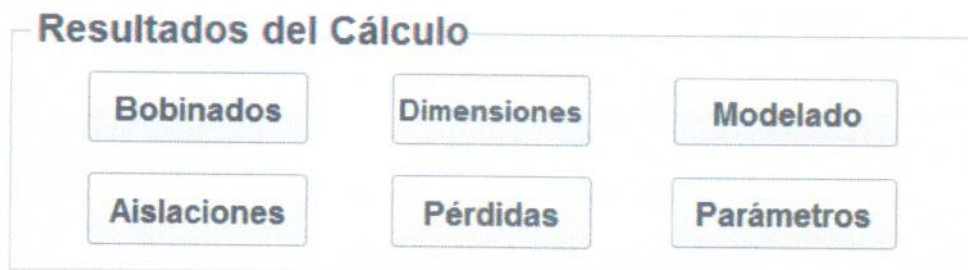 Resultados del Cálculo
Bobinados Dimensiones Modelado
Aislaciones Pérdidas Parámetros